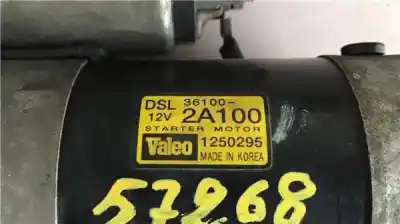 DSL 36100-
12V 2A100
STARTER MOTOR
Valeo 1250295
MADE IN KOREA
57268